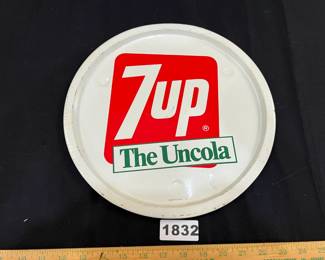 7up
®
The Uncola
1832